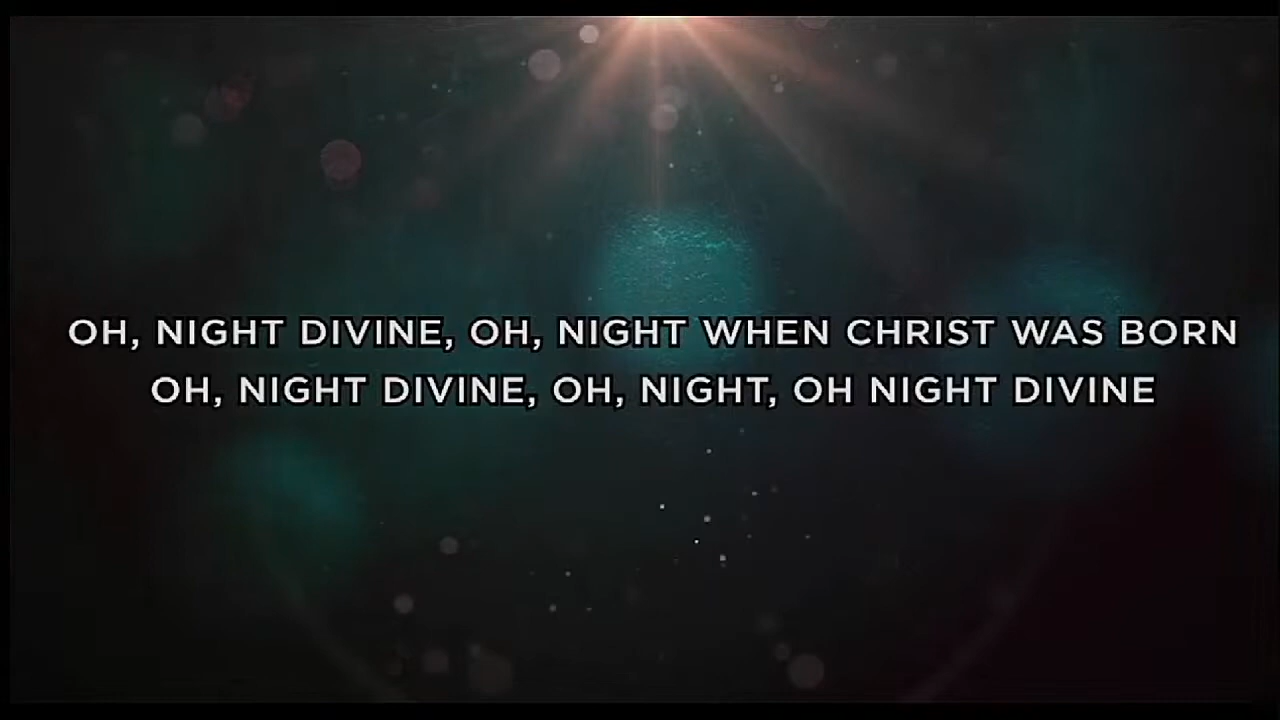 OH, NIGHT DIVINE, OH, NIGHT WHEN CHRIST WAS BORN
OH, NIGHT DIVINE, OH, NIGHT, OH NIGHT DIVINE